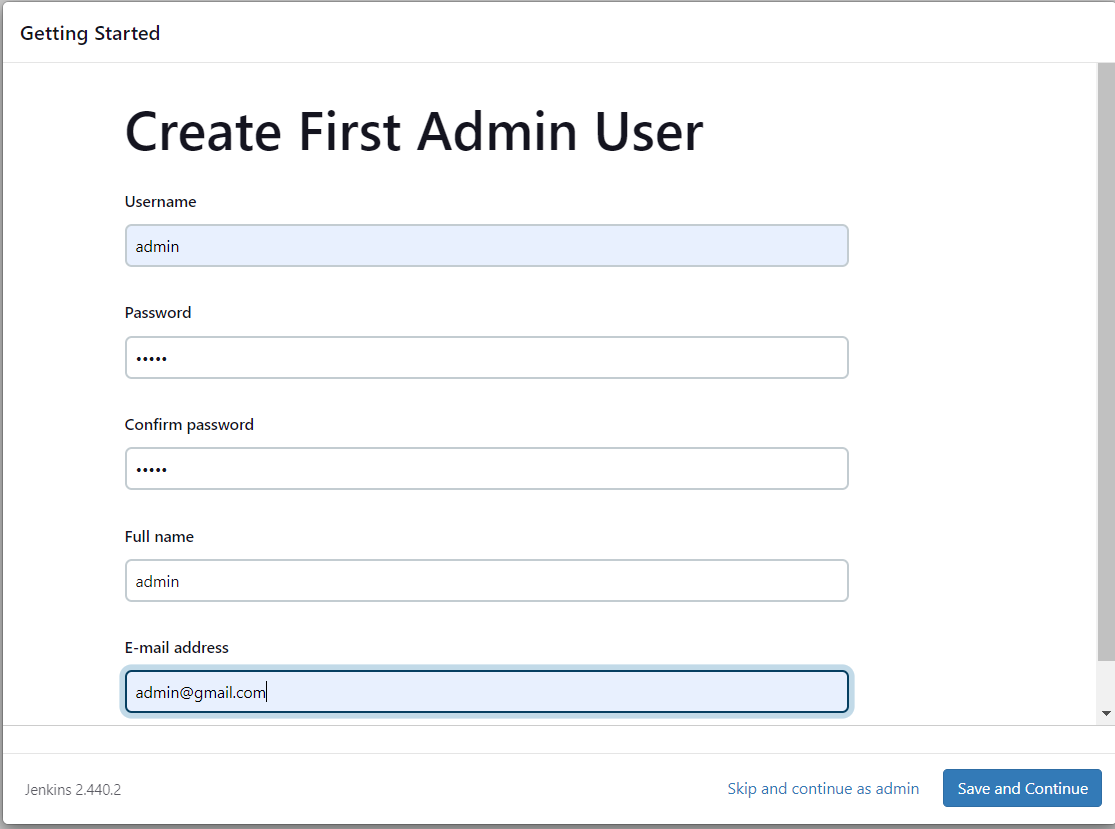 Getting Started
Create First Admin User
Username
admin
Password
•••••
Confirm password
•••••
Full name
admin
E-mail address
admin@gmail.com
Jenkins 2.440.2
Skip and continue as admin
Save and Continue